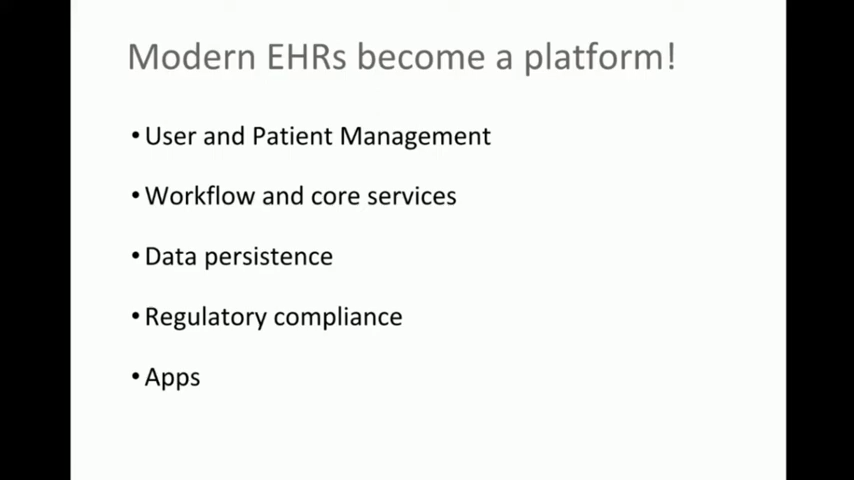 Modern EHRs become a platform!
• User and Patient Management
• Workflow and core services
• Data persistence
• Regulatory compliance
• Apps